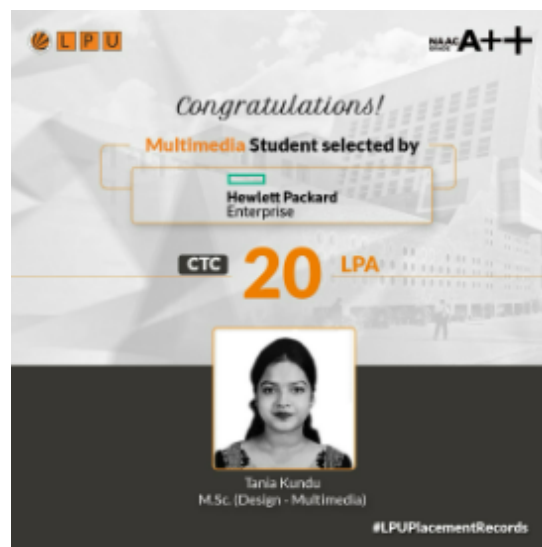 LPU
NAAC GRADE A++
Congratulations!
Multimedia Student selected by
Hewlett Packard
Enterprise
CTC 20 LPA
Tania Kundu
M.Sc. (Design - Multimedia)
#LPUPlacementRecords